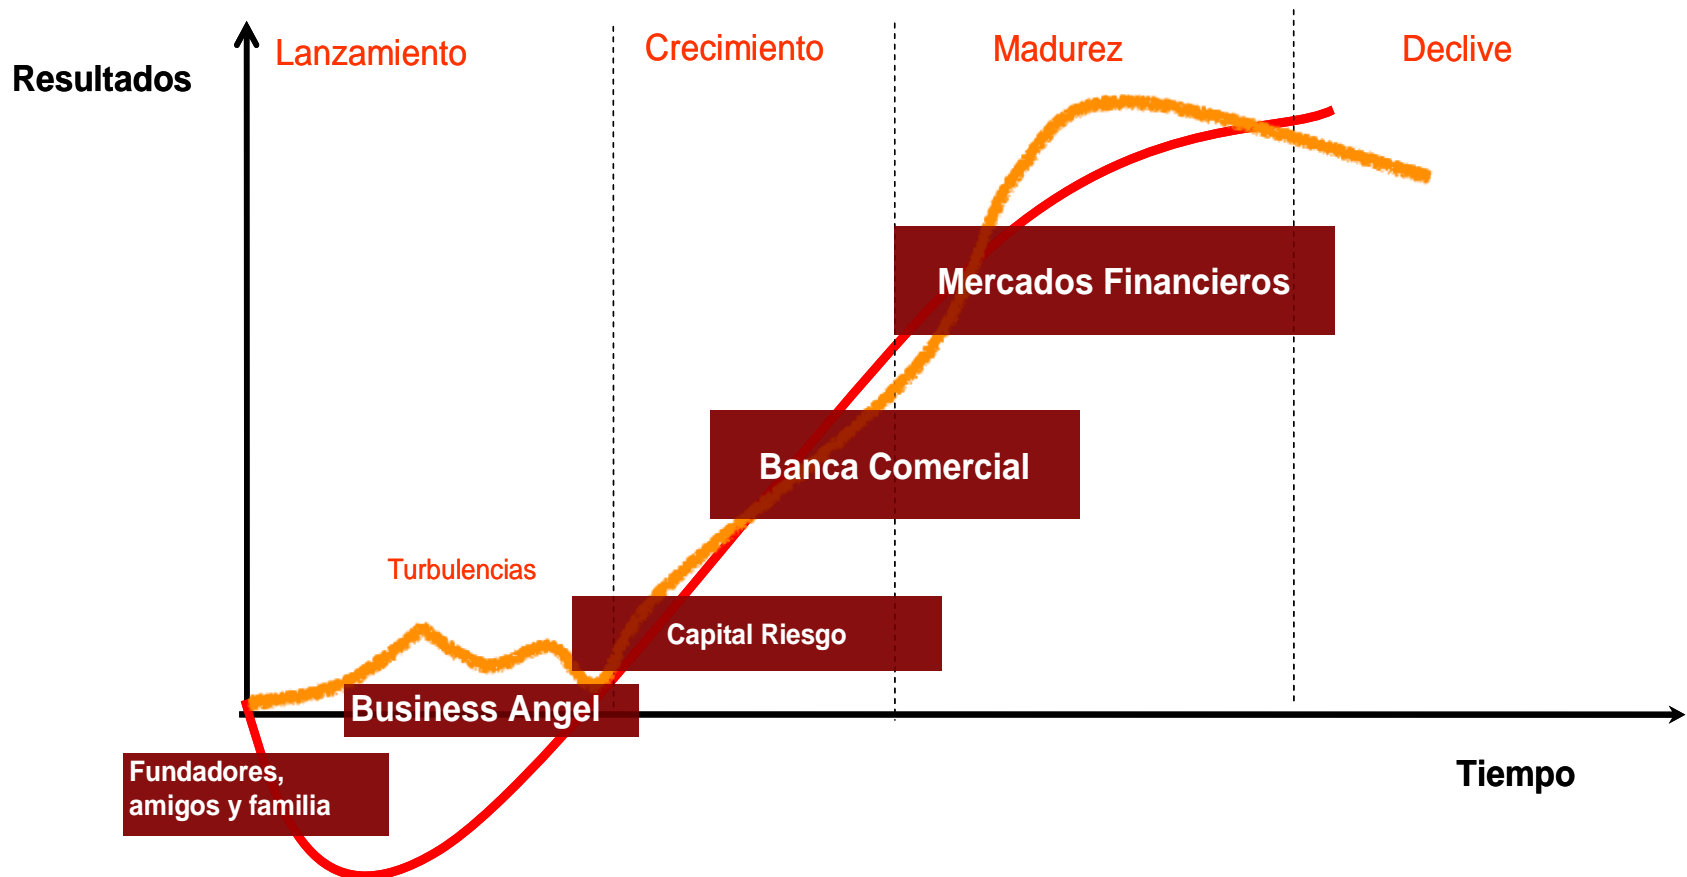 Lanzamiento
Crecimiento
Madurez
Declive
Resultados
Mercados Financieros
Banca Comercial
Turbulencias
Capital Riesgo
Business Angel
Fundadores,
amigos y familia
Tiempo